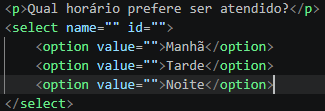 <p>Qual horário prefere ser atendido?</p>
<select name="" id="">
    <option value="">Manhã</option>
    <option value="">Tarde</option>
    <option value="">Noite</option>
</select>